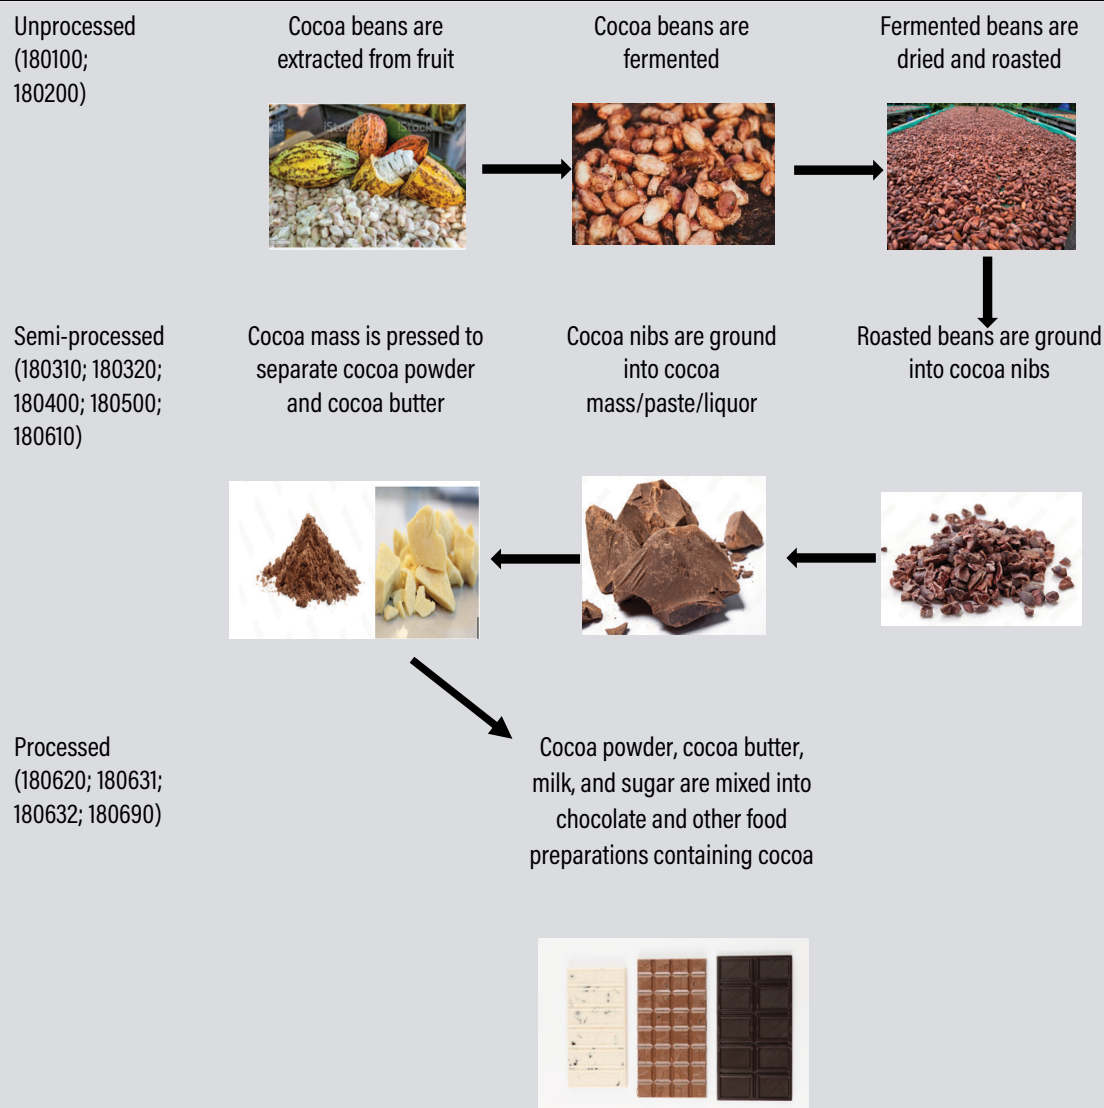 Unprocessed
(180100;
180200)
Cocoa beans are
extracted from fruit
Cocoa beans are
fermented
Fermented beans are
dried and roasted
iStock
iStock
Semi-processed
(180310; 180320;
180400; 180500;
180610)
Cocoa mass is pressed to
separate cocoa powder
and cocoa butter
Cocoa nibs are ground
into cocoa
mass/paste/liquor
Roasted beans are ground
into cocoa nibs
Processed
(180620; 180631;
180632; 180690)
Cocoa powder, cocoa butter,
milk, and sugar are mixed into
chocolate and other food
preparations containing cocoa